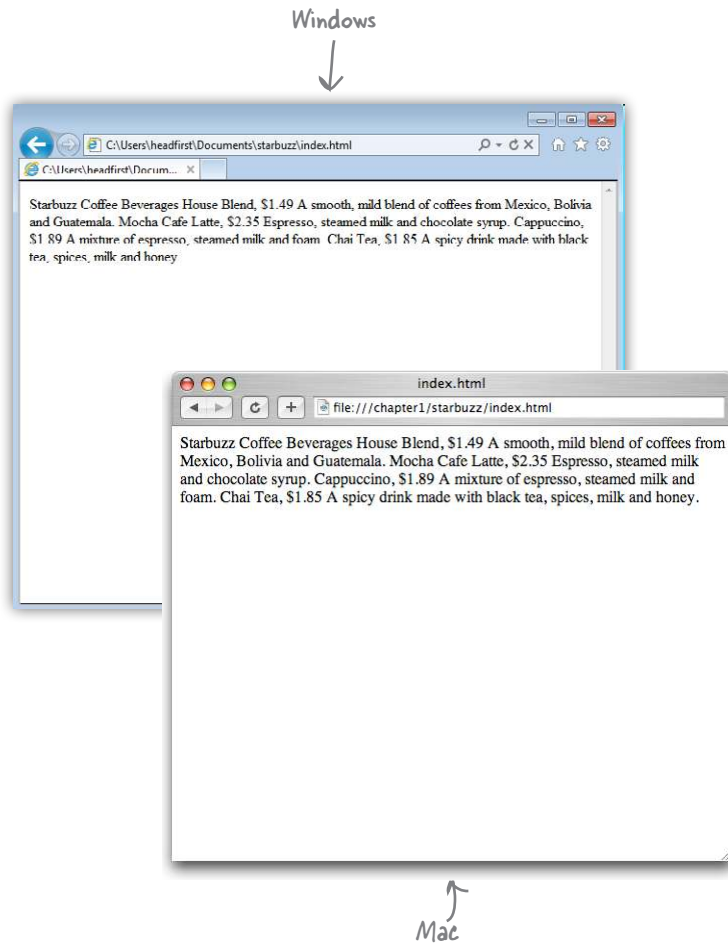 Windows
C:\Users\headfirst\Documents\starbuzz\index.html
C:\Users\headfirst\Docum...
Starbuzz Coffee Beverages House Blend, $1.49 A smooth, mild blend of coffees from Mexico, Bolivia
and Guatemala. Mocha Cafe Latte, $2.35 Espresso, steamed milk and chocolate syrup. Cappuccino,
$1.89 A mixture of espresso, steamed milk and foam. Chai Tea, $1.85 A spicy drink made with black
tea, spices, milk and honey
index.html
file:///chapter1/starbuzz/index.html
Starbuzz Coffee Beverages House Blend, $1.49 A smooth, mild blend of coffees from
Mexico, Bolivia and Guatemala. Mocha Cafe Latte, $2.35 Espresso, steamed milk
and chocolate syrup. Cappuccino, $1.89 A mixture of espresso, steamed milk and
foam. Chai Tea, $1.85 A spicy drink made with black tea, spices, milk and honey.
Mac